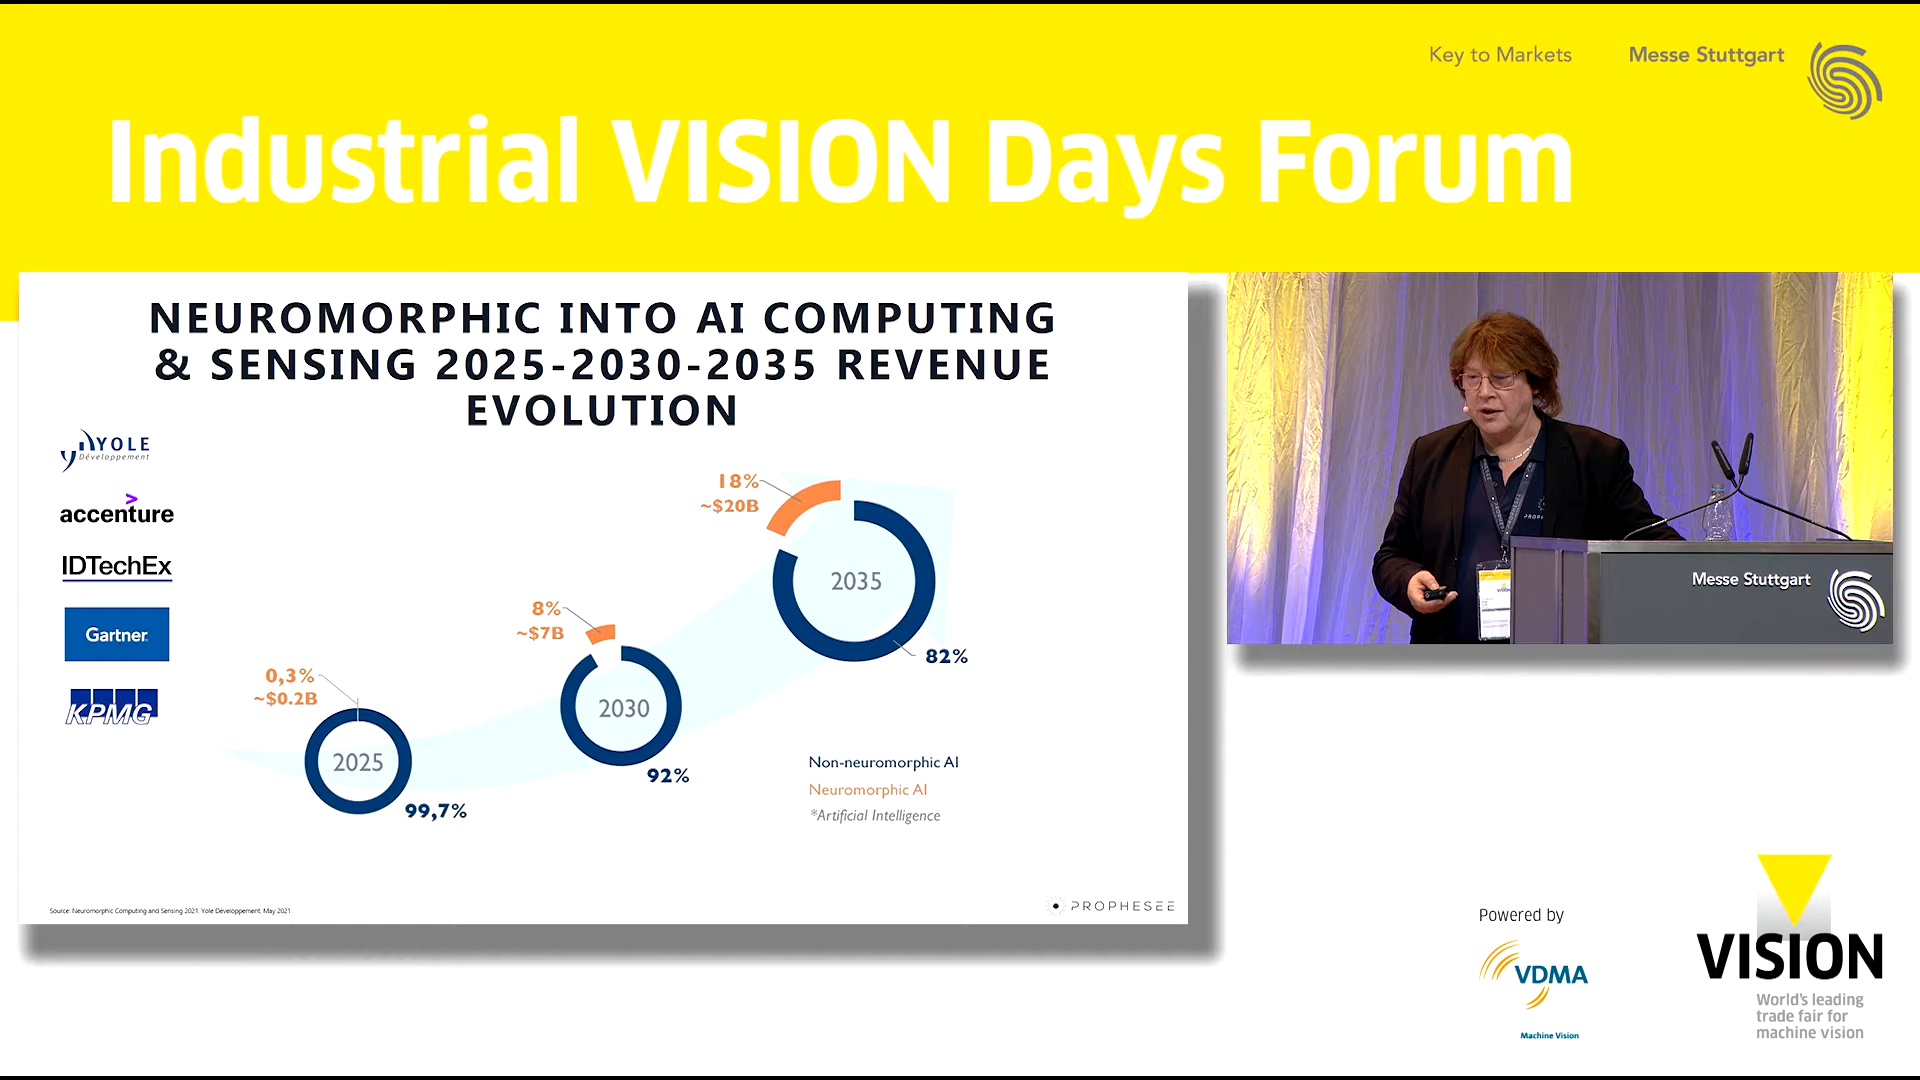 Key to Markets
Messe Stuttgart
Industrial VISION Days Forum
NEUROMORPHIC INTO AI COMPUTING
& SENSING 2025-2030-2035 REVENUE
EVOLUTION
YOLE
Développement
accenture
IDTechEx
Gartner
KPMG
18%
~$20B
2035
82%
8%
~$7B
2030
92%
0,3%
~$0.2B
2025
99,7%
Non-neuromorphic AI
Neuromorphic AI
*Artificial Intelligence
Source: Neuromorphic Computing and Sensing 2021, Yole Développement, May 2021
PROPHESEE
Messe Stuttgart
Powered by
VDMA
Machine Vision
VISION
World's leading
trade fair for
machine vision